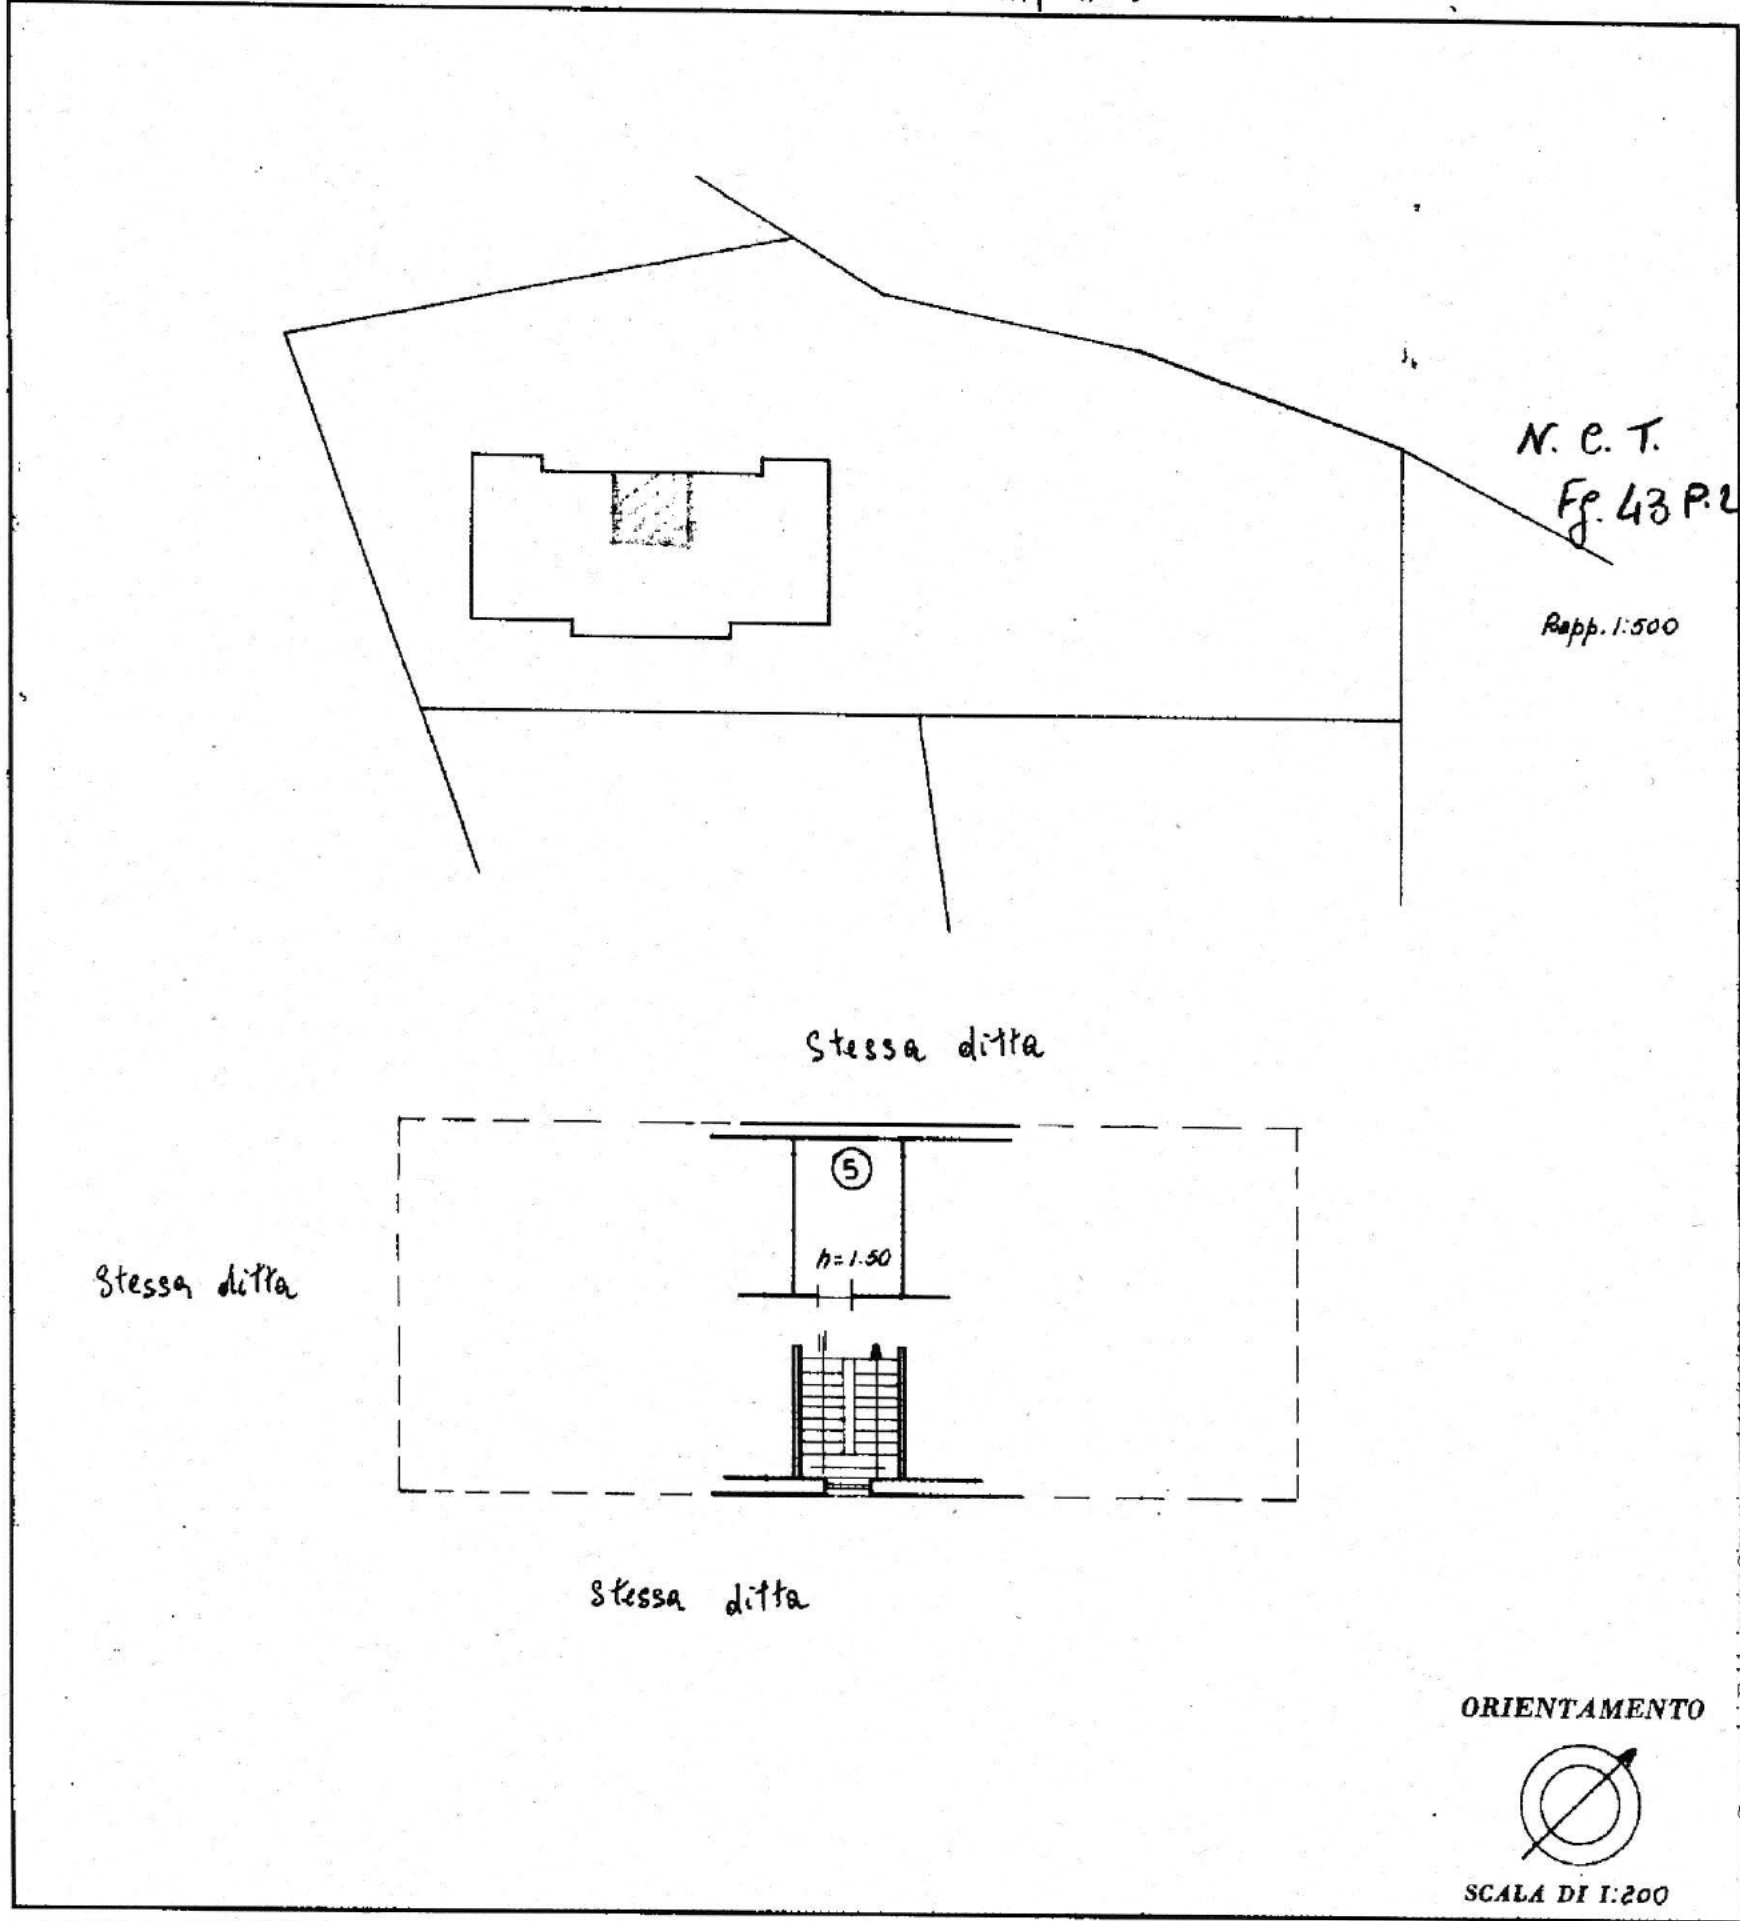 N. C. T.
Fg. 43 P. 2
Rapp. 1:500
Stessa ditta
5
h=1.50
Stessa ditta
Stessa ditta
ORIENTAMENTO
SCALA DI 1:200